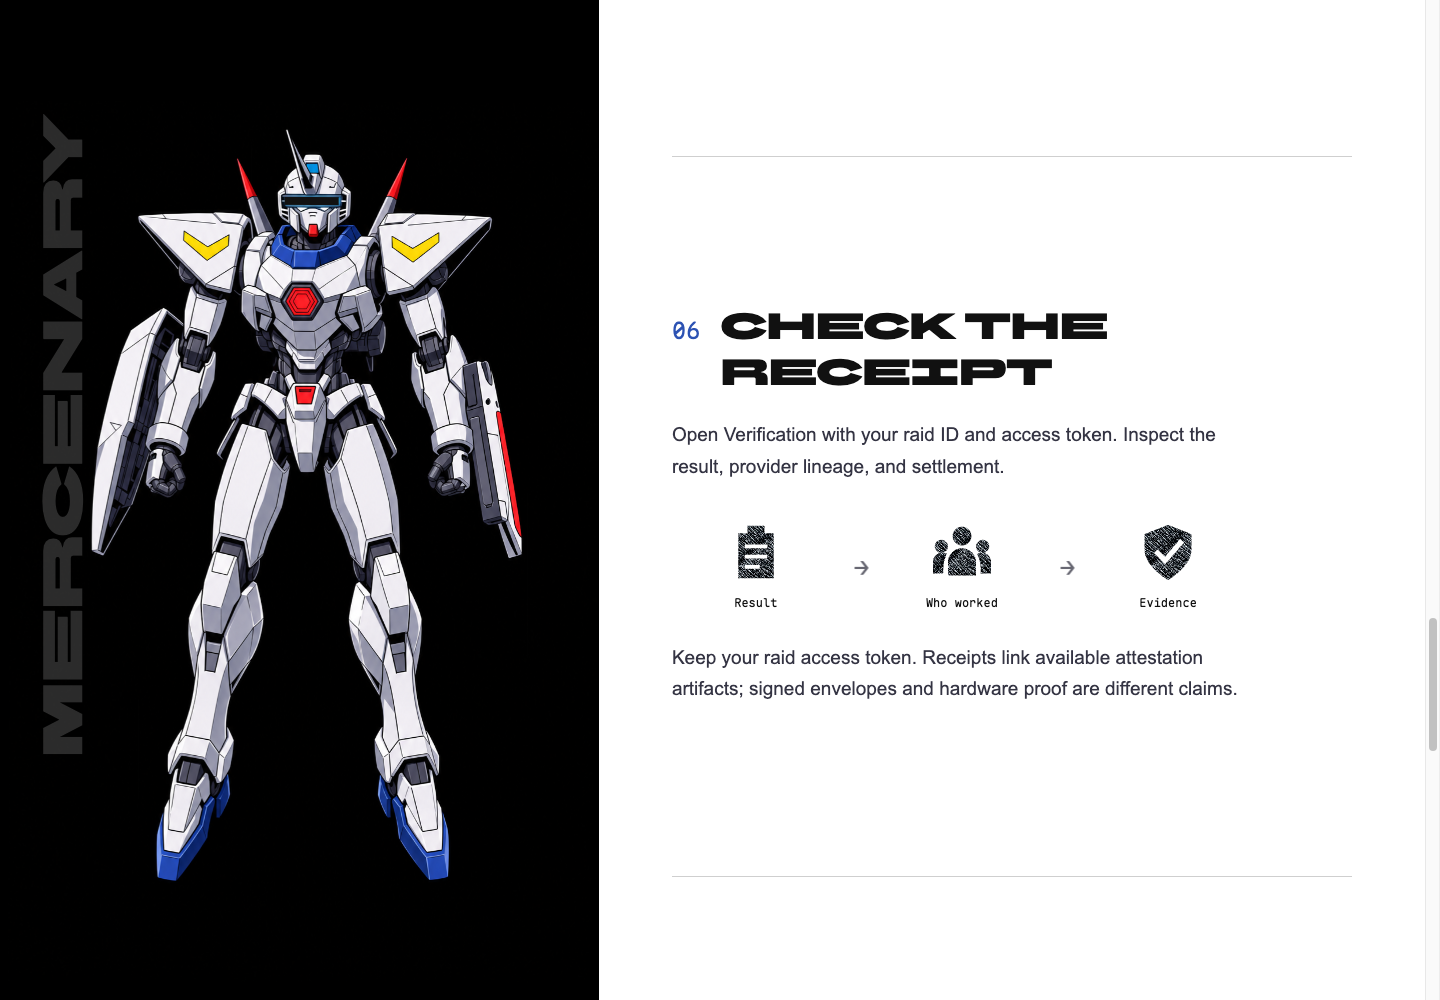 MERCENARY
06 CHECK THE
RECEIPT
Open Verification with your raid ID and access token. Inspect the
result, provider lineage, and settlement.
Result → Who worked → Evidence
Keep your raid access token. Receipts link available attestation
artifacts; signed envelopes and hardware proof are different claims.